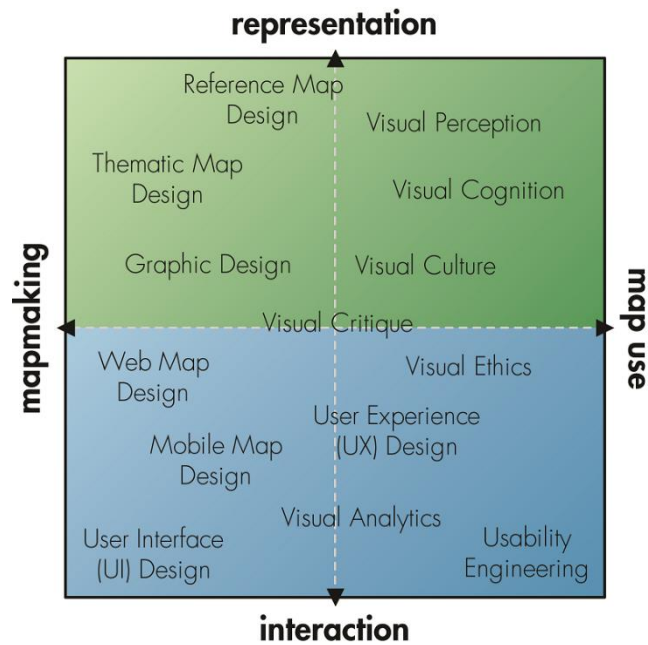 representation
Reference Map
Design
Visual Perception
Thematic Map
Design
Visual Cognition
Graphic Design
Visual Culture
mapmaking
map use
Visual Critique
Web Map
Design
Visual Ethics
User Experience
(UX) Design
Mobile Map
Design
Visual Analytics
User Interface
(UI) Design
Usability
Engineering
interaction